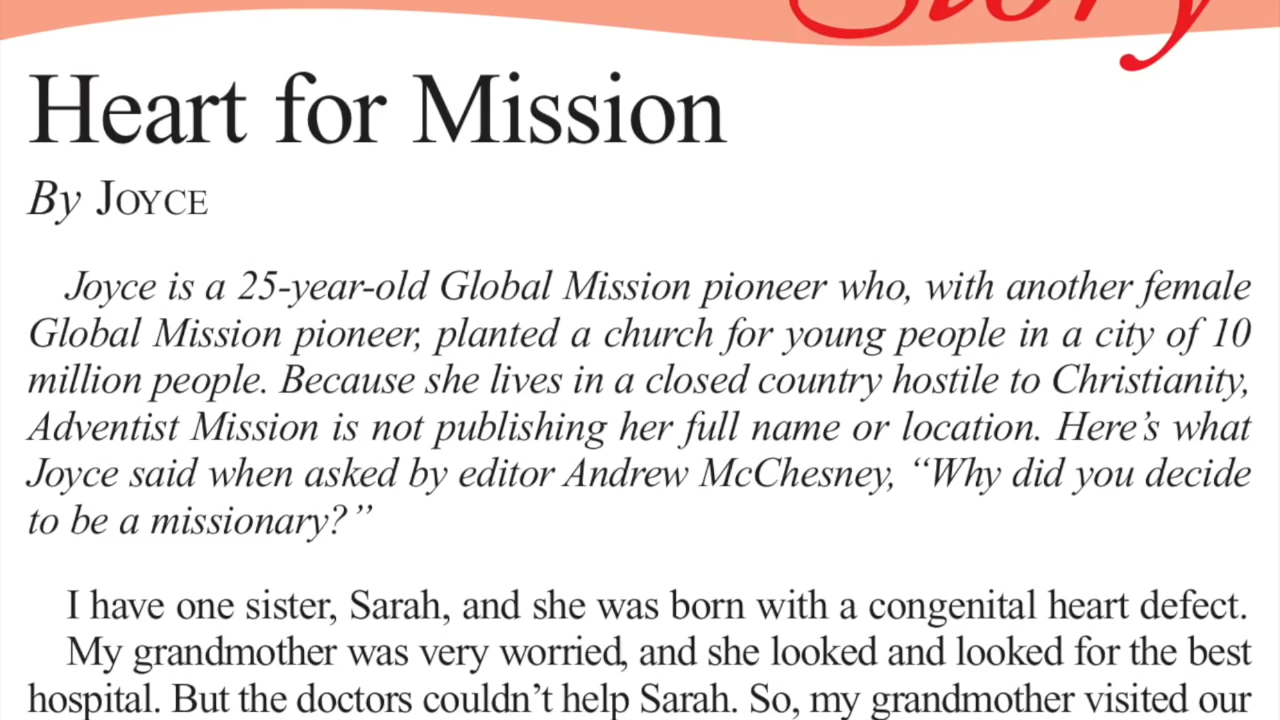 Story
Heart for Mission
By JOYCE
Joyce is a 25-year-old Global Mission pioneer who, with another female
Global Mission pioneer, planted a church for young people in a city of 10
million people. Because she lives in a closed country hostile to Christianity,
Adventist Mission is not publishing her full name or location. Here’s what
Joyce said when asked by editor Andrew McChesney, “Why did you decide
to be a missionary?”
I have one sister, Sarah, and she was born with a congenital heart defect.
My grandmother was very worried, and she looked and looked for the best
hospital. But the doctors couldn’t help Sarah. So, my grandmother visited our